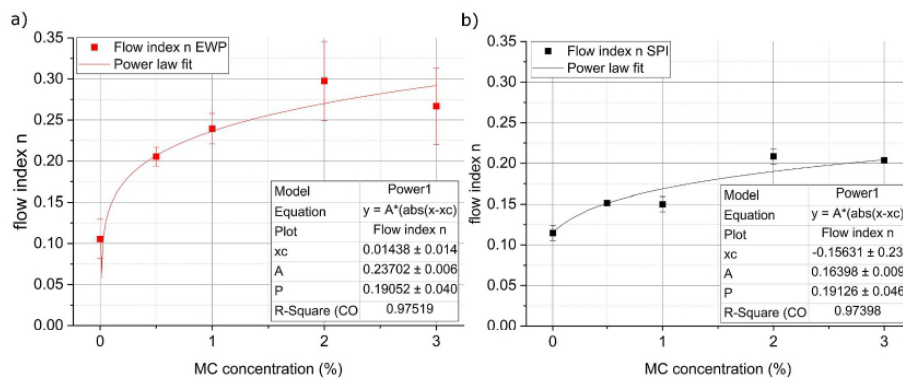 a)
0.35
0.30
0.25
0.20
0.15
0.10
0.05
0.00
flow index n
Flow index n EWP
Power law fit
Model Power1
Equation y = A*(abs(x-xc)
Plot Flow index n
xc 0.01438 ± 0.014
A 0.23702 ± 0.006
P 0.19052 ± 0.040
R-Square (CO 0.97519
0 1 2 3
MC concentration (%)
b)
0.35
0.30
0.25
0.20
0.15
0.10
0.05
0.00
flow index n
Flow index n SPI
Power law fit
Model Power1
Equation y = A*(abs(x-xc)
Plot Flow index n
xc -0.15631 ± 0.23
A 0.16398 ± 0.009
P 0.19126 ± 0.046
R-Square (CO 0.97398
0 1 2 3
MC concentration (%)